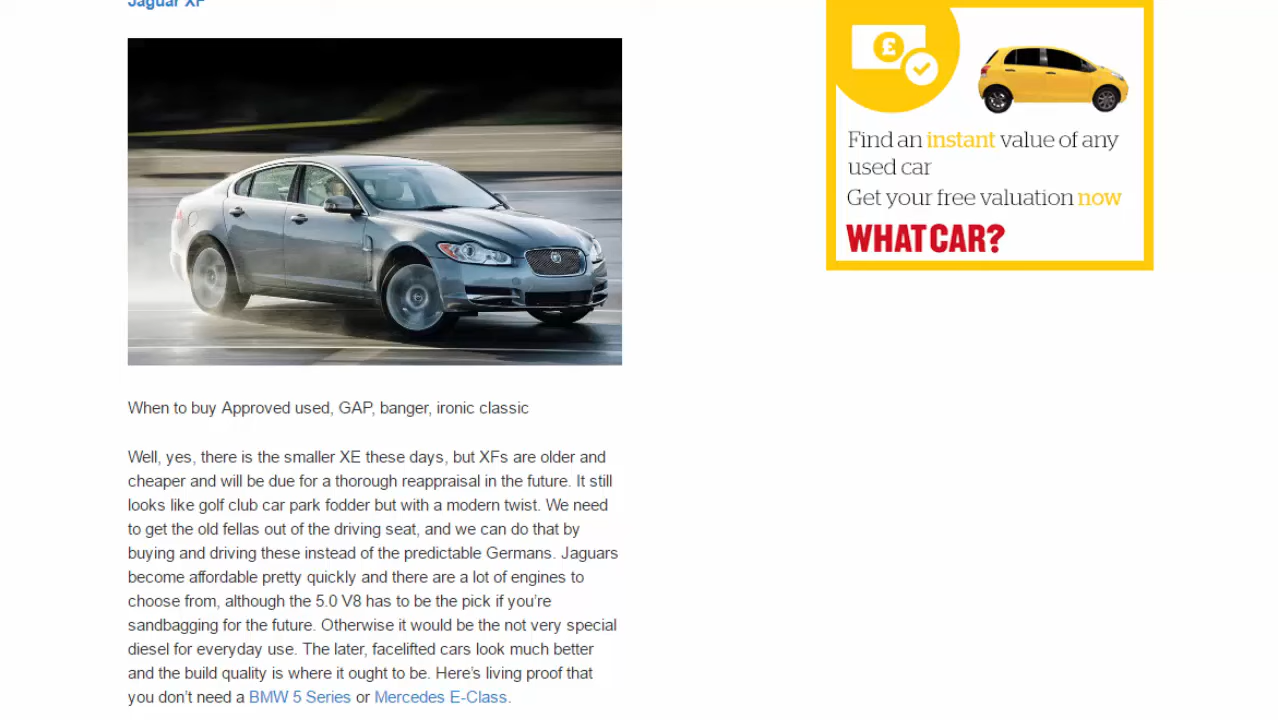 Jaguar XF
£
Find an instant value of any
used car
Get your free valuation now
WHAT CAR?
When to buy Approved used, GAP, banger, ironic classic
Well, yes, there is the smaller XE these days, but XFs are older and
cheaper and will be due for a thorough reappraisal in the future. It still
looks like golf club car park fodder but with a modern twist. We need
to get the old fellas out of the driving seat, and we can do that by
buying and driving these instead of the predictable Germans. Jaguars
become affordable pretty quickly and there are a lot of engines to
choose from, although the 5.0 V8 has to be the pick if you’re
sandbagging for the future. Otherwise it would be the not very special
diesel for everyday use. The later, facelifted cars look much better
and the build quality is where it ought to be. Here’s living proof that
you don’t need a BMW 5 Series or Mercedes E-Class.